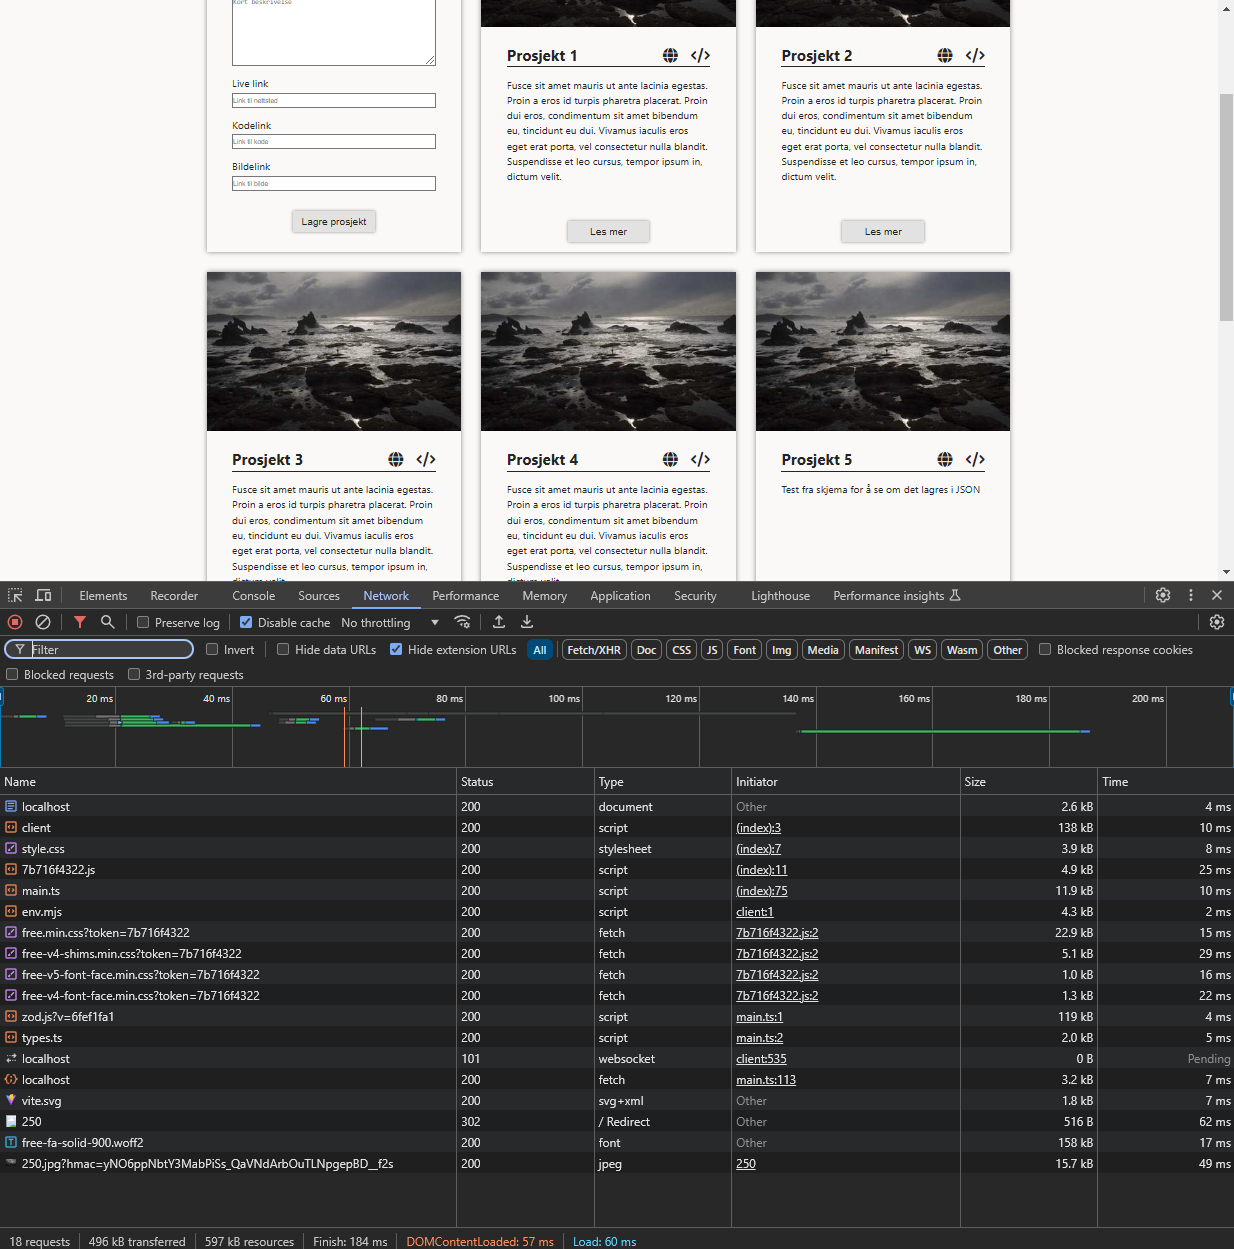 Kort beskrivelse
Live link
Link til nettsted
Kodelink
Link til kode
Bildelink
Link til bilde
Lagre prosjekt
Prosjekt 1 </>
Fusce sit amet mauris ut ante lacinia egestas.
Proin a eros id turpis pharetra placerat. Proin
dui eros, condimentum sit amet bibendum
eu, tincidunt eu dui. Vivamus iaculis eros
eget erat porta, vel consectetur nulla blandit.
Suspendisse et leo cursus, tempor ipsum in,
dictum velit.
Les mer
Prosjekt 2 </>
Fusce sit amet mauris ut ante lacinia egestas.
Proin a eros id turpis pharetra placerat. Proin
dui eros, condimentum sit amet bibendum
eu, tincidunt eu dui. Vivamus iaculis eros
eget erat porta, vel consectetur nulla blandit.
Suspendisse et leo cursus, tempor ipsum in,
dictum velit.
Les mer
Prosjekt 3 </>
Fusce sit amet mauris ut ante lacinia egestas.
Proin a eros id turpis pharetra placerat. Proin
dui eros, condimentum sit amet bibendum
eu, tincidunt eu dui. Vivamus iaculis eros
eget erat porta, vel consectetur nulla blandit.
Suspendisse et leo cursus, tempor ipsum in,
dictum velit.
Prosjekt 4 </>
Fusce sit amet mauris ut ante lacinia egestas.
Proin a eros id turpis pharetra placerat. Proin
dui eros, condimentum sit amet bibendum
eu, tincidunt eu dui. Vivamus iaculis eros
eget erat porta, vel consectetur nulla blandit.
Suspendisse et leo cursus, tempor ipsum in,
dictum velit.
Prosjekt 5 </>
Test fra skjema for å se om det lagres i JSON
Elements Recorder Console Sources Network Performance Memory Application Security Lighthouse Performance insights
Preserve log Disable cache No throttling
Filter Invert Hide data URLs Hide extension URLs All Fetch/XHR Doc CSS JS Font Img Media Manifest WS Wasm Other Blocked response cookies
Blocked requests 3rd-party requests
20 ms 40 ms 60 ms 80 ms 100 ms 120 ms 140 ms 160 ms 180 ms 200 ms
Name Status Type Initiator Size Time
localhost 200 document Other 2.6 kB 4 ms
client 200 script (index):3 138 kB 10 ms
style.css 200 stylesheet (index):7 3.9 kB 8 ms
7b716f4322.js 200 script (index):11 4.9 kB 25 ms
main.ts 200 script (index):75 11.9 kB 10 ms
env.mjs 200 script client:1 4.3 kB 2 ms
free.min.css?token=7b716f4322 200 fetch 7b716f4322.js:2 22.9 kB 15 ms
free-v4-shims.min.css?token=7b716f4322 200 fetch 7b716f4322.js:2 5.1 kB 29 ms
free-v5-font-face.min.css?token=7b716f4322 200 fetch 7b716f4322.js:2 1.0 kB 16 ms
free-v4-font-face.min.css?token=7b716f4322 200 fetch 7b716f4322.js:2 1.3 kB 22 ms
zod.js?v=6fef1fa1 200 script main.ts:1 119 kB 4 ms
types.ts 200 script main.ts:2 2.0 kB 5 ms
localhost 101 websocket client:535 0 B Pending
localhost 200 fetch main.ts:113 3.2 kB 7 ms
vite.svg 200 svg+xml Other 1.8 kB 7 ms
250 302 / Redirect Other 516 B 62 ms
free-fa-solid-900.woff2 200 font Other 158 kB 17 ms
250.jpg?hmac=yNO6ppNbtY3MabPiSs_QaVNdArbOuTLNpgepBD__f2s 200 jpeg 250 15.7 kB 49 ms
18 requests 496 kB transferred 597 kB resources Finish: 184 ms DOMContentLoaded: 57 ms Load: 60 ms